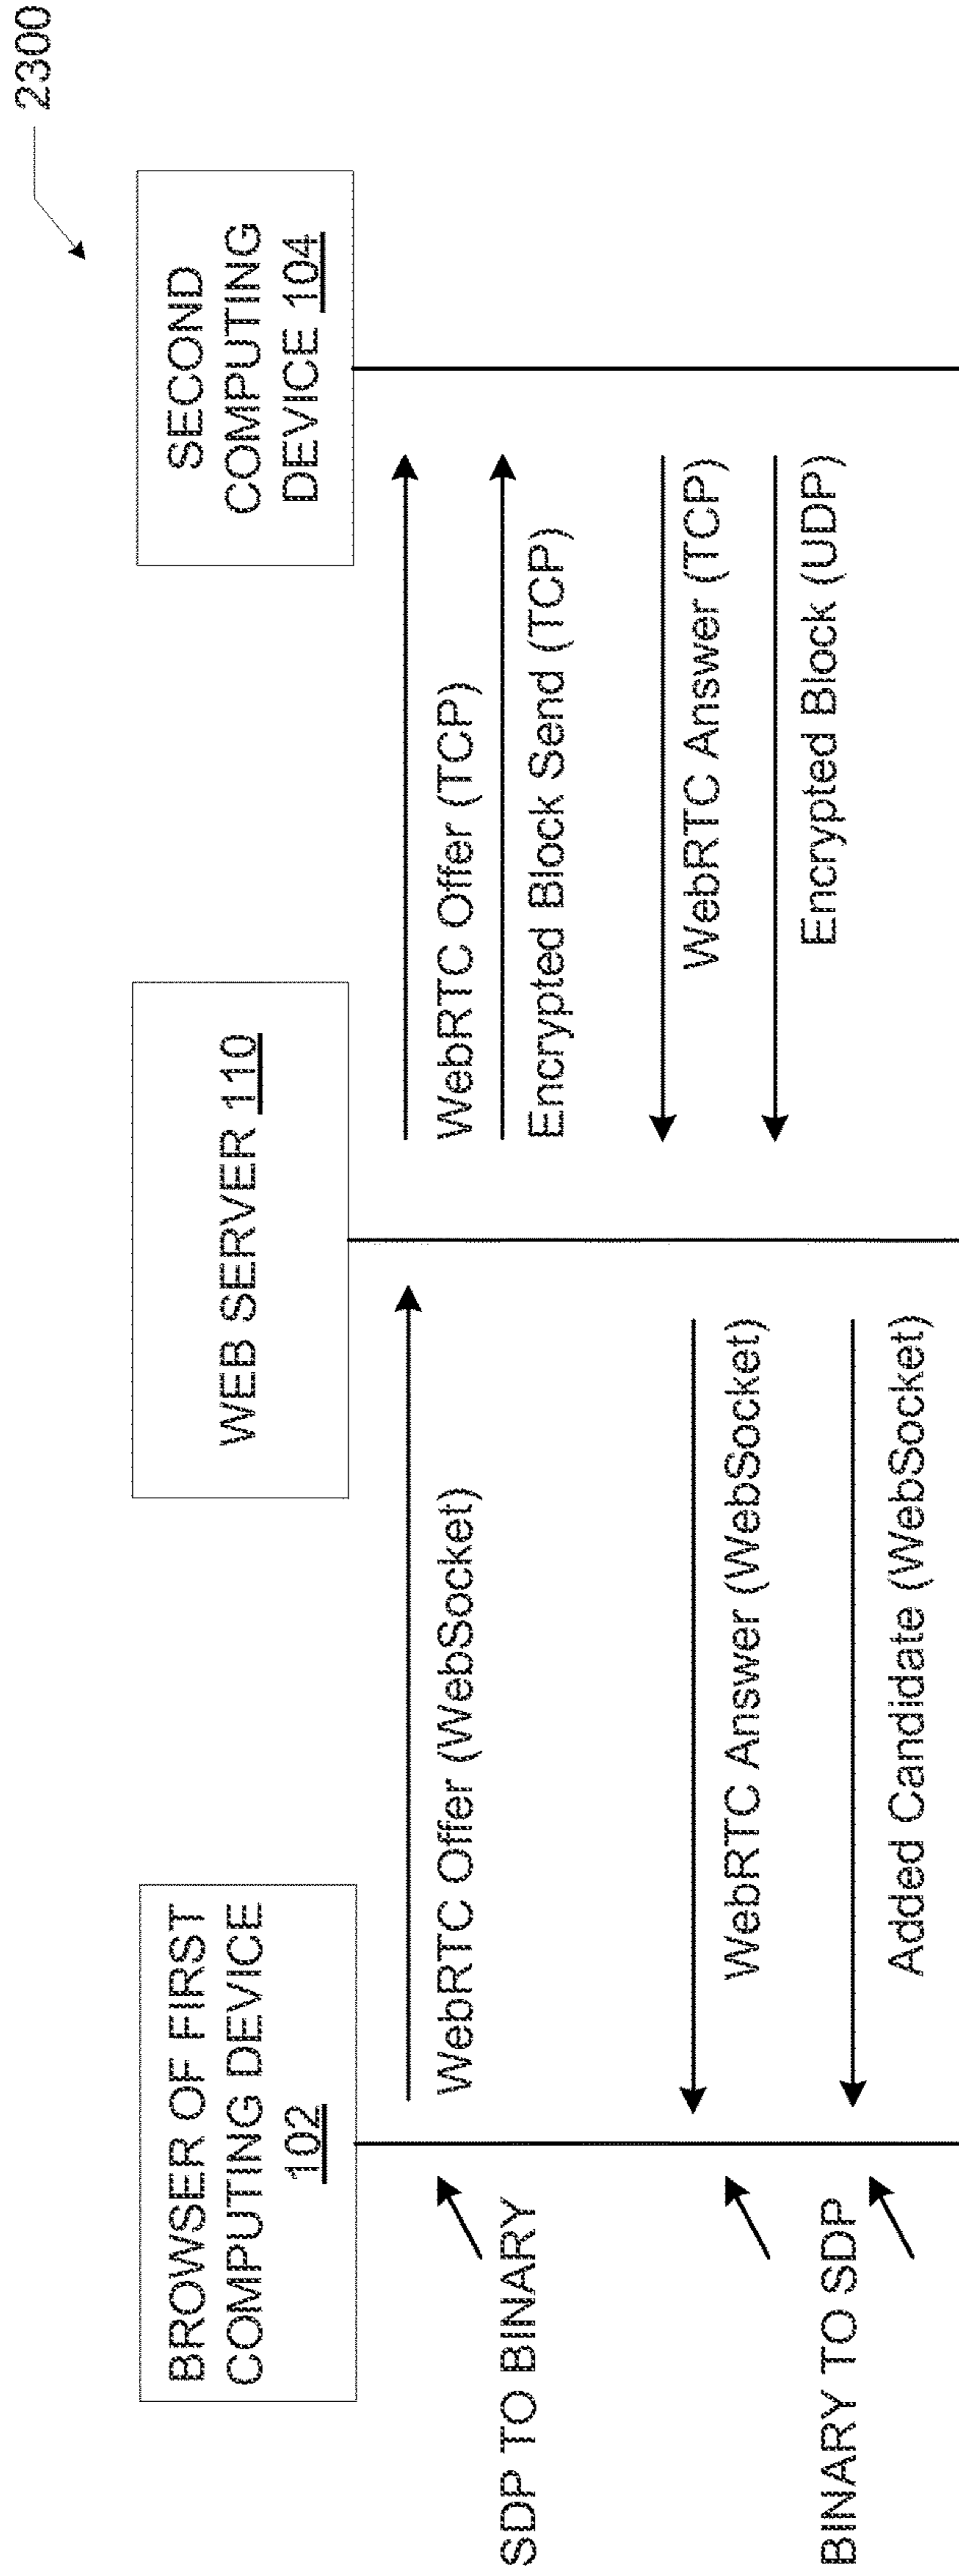 2300
BROWSER OF FIRST
COMPUTING DEVICE
102
WEB SERVER 110
SECOND
COMPUTING
DEVICE 104
WebRTC Offer (WebSocket)
WebRTC Offer (TCP)
SDP TO BINARY
Encrypted Block Send (TCP)
WebRTC Answer (TCP)
WebRTC Answer (WebSocket)
Encrypted Block (UDP)
BINARY TO SDP
Added Candidate (WebSocket)